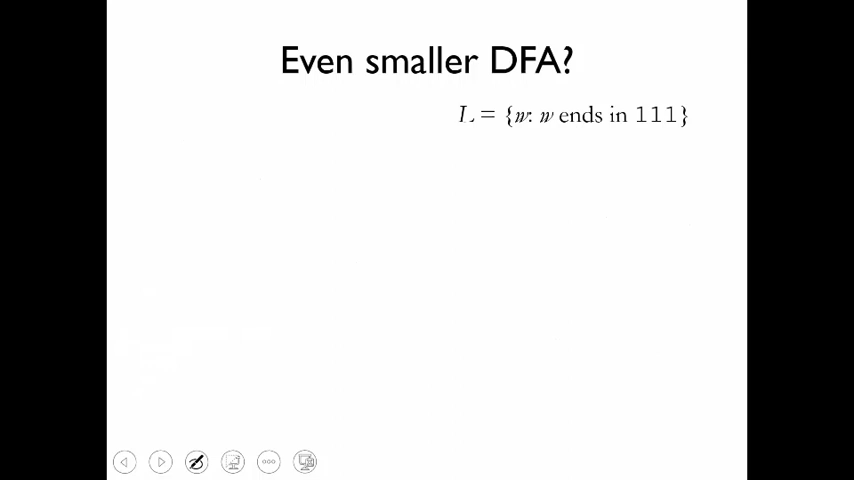 Even smaller DFA?
L = {w: w ends in 111}